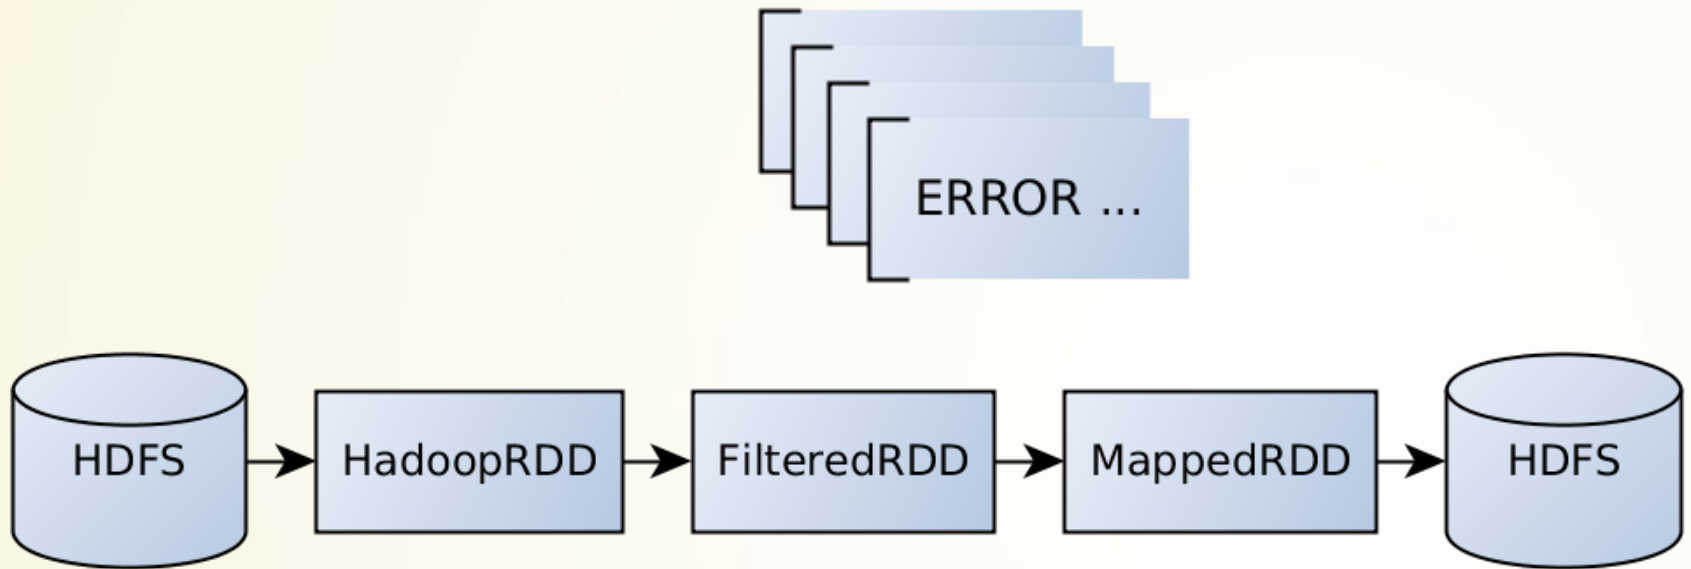 ERROR ...
HDFS
HadoopRDD
FilteredRDD
MappedRDD
HDFS